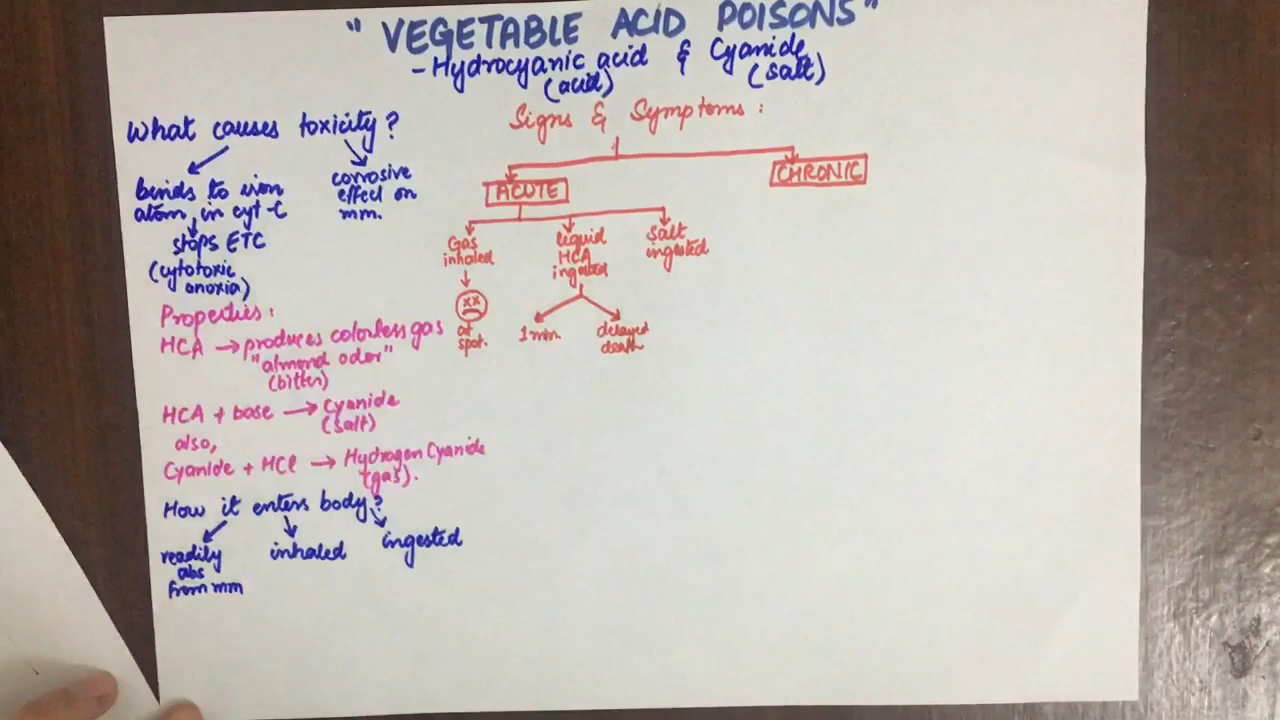 "VEGETABLE ACID POISONS"
- Hydrocyanic acid & Cyanide
(acid) (salt)
What causes toxicity?
binds to iron
atom in cyt-C
stops ETC
(cytotoxic
anoxia)
corrosive
effect on
mm.
Properties:
HCA → produces colorless gas
"almond odor"
(bitter)
HCA + base → Cyanide
(salt)
also,
Cyanide + HCl → Hydrogen Cyanide
(gas).
How it enters body?
readily
abs
from mm
inhaled
ingested
Signs & Symptoms:
ACUTE
CHRONIC
Gas
inhaled
xx
at
spot.
liquid
HCA
ingested
1 min.
delayed
death
Salt
ingested